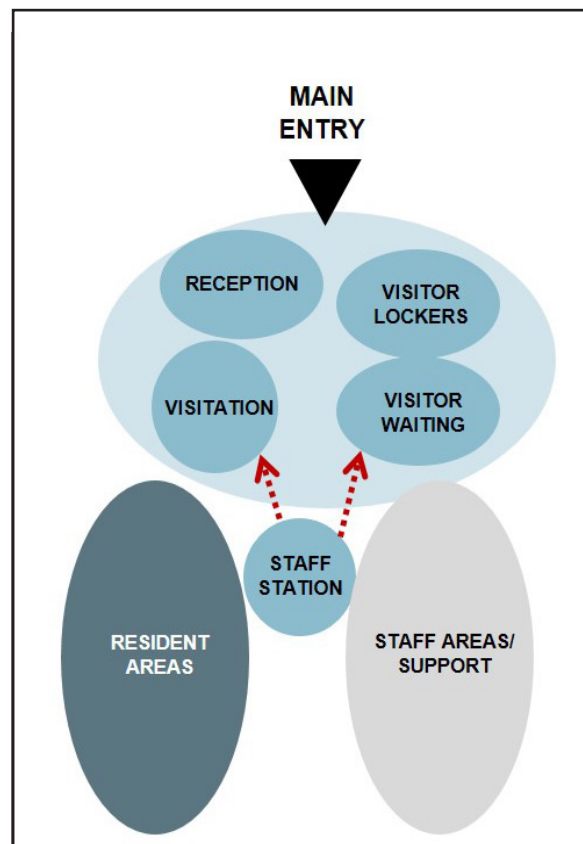 MAIN
ENTRY
RECEPTION
VISITOR
LOCKERS
VISITATION
VISITOR
WAITING
STAFF
STATION
RESIDENT
AREAS
STAFF AREAS/
SUPPORT